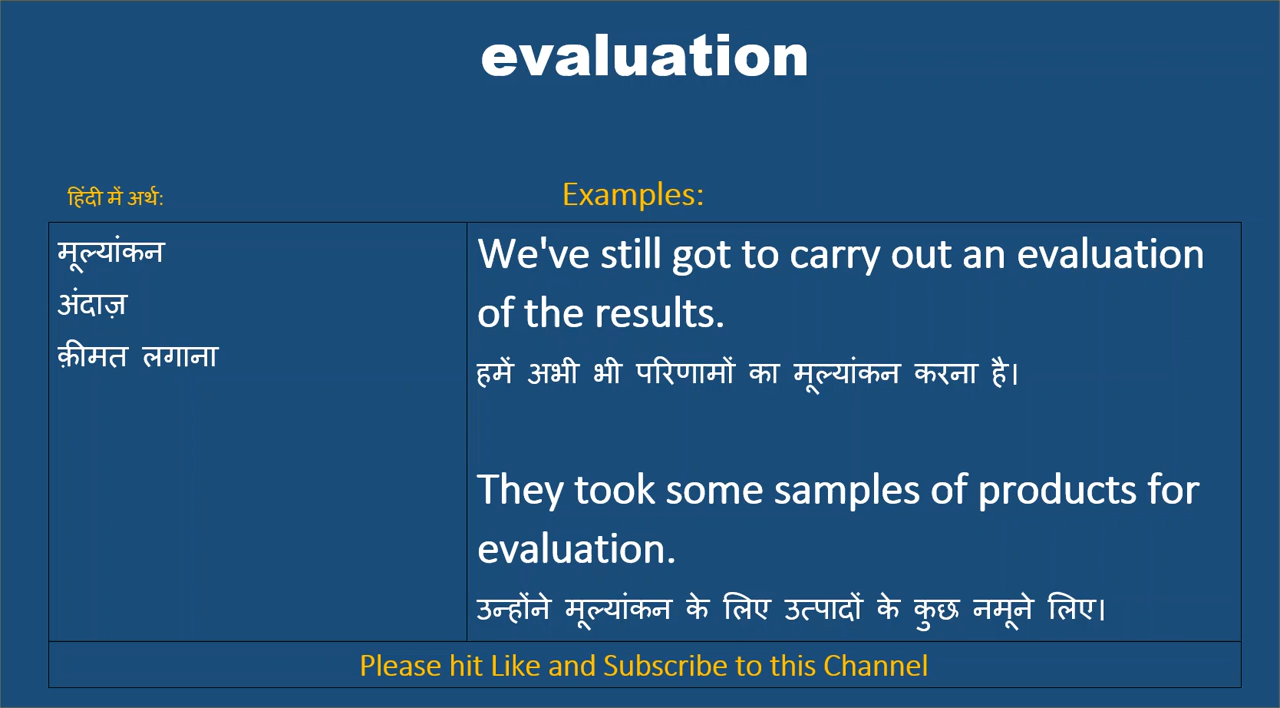 evaluation
हिंदी में अर्थ:
Examples:
मूल्यांकन
अंदाज़
क़ीमत लगाना
We've still got to carry out an evaluation
of the results.
हमें अभी भी परिणामों का मूल्यांकन करना है।
They took some samples of products for
evaluation.
उन्होंने मूल्यांकन के लिए उत्पादों के कुछ नमूने लिए।
Please hit Like and Subscribe to this Channel